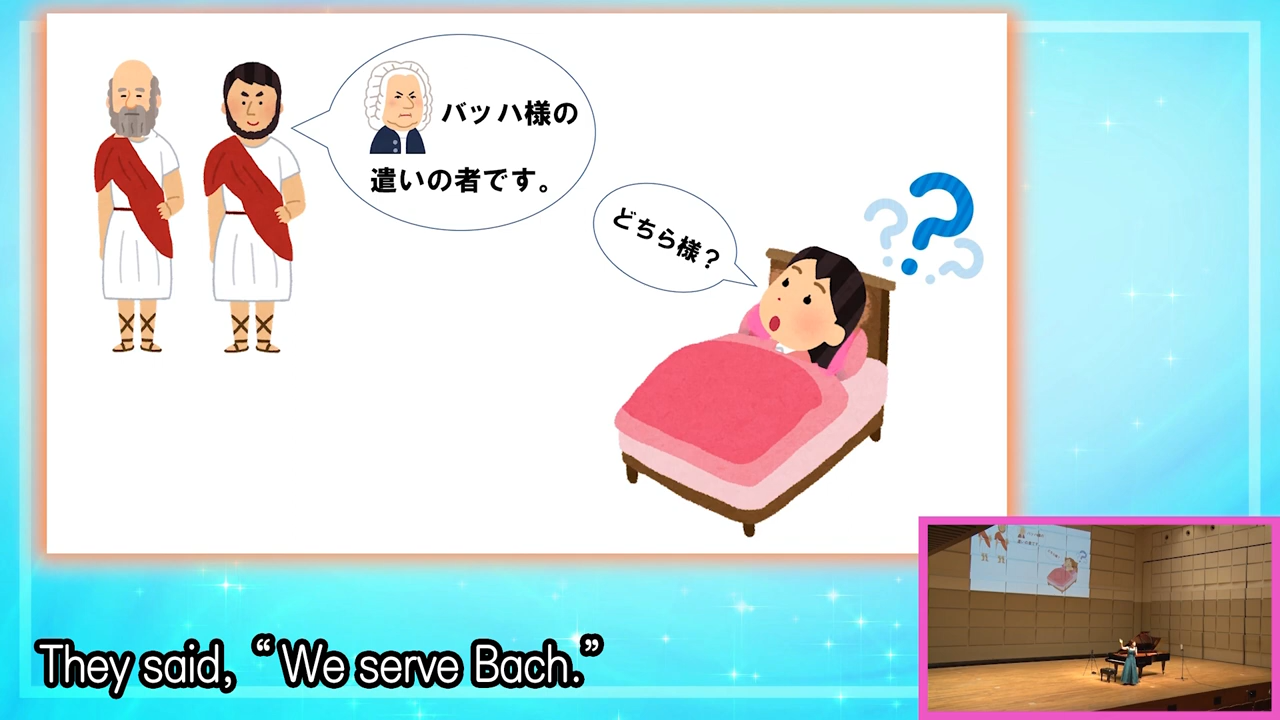 バッハ様の
遣いの者です。
どちら様？
They said, “ We serve Bach.”